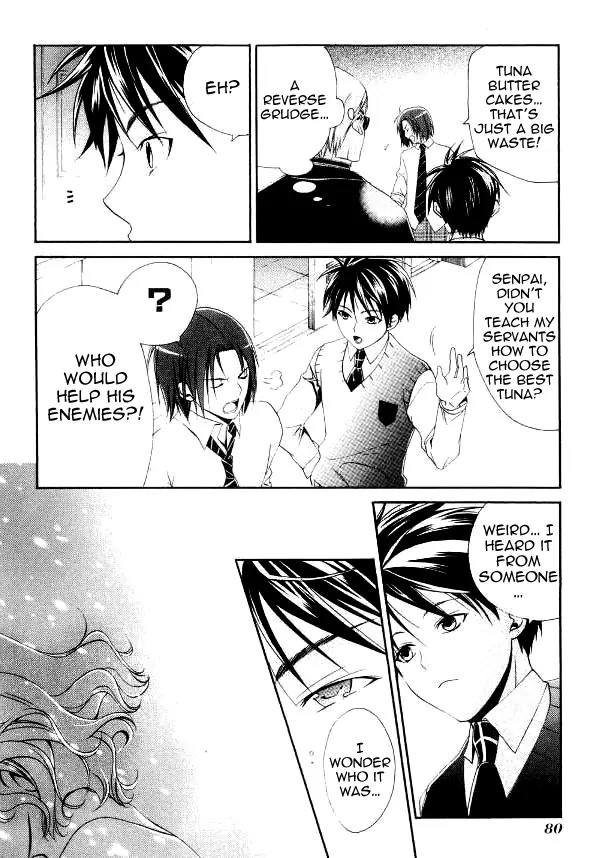 TUNA
BUTTER
CAKES...
THAT'S
JUST A BIG
WASTE!
A
REVERSE
GRUDGE...
EH?
SENPAI,
DIDN'T
YOU
TEACH MY
SERVANTS
HOW TO
CHOOSE
THE BEST
TUNA?
?
WHO
WOULD
HELP HIS
ENEMIES?!
WEIRD... I
HEARD IT
FROM
SOMEONE
...
I
WONDER
WHO IT
WAS...
80